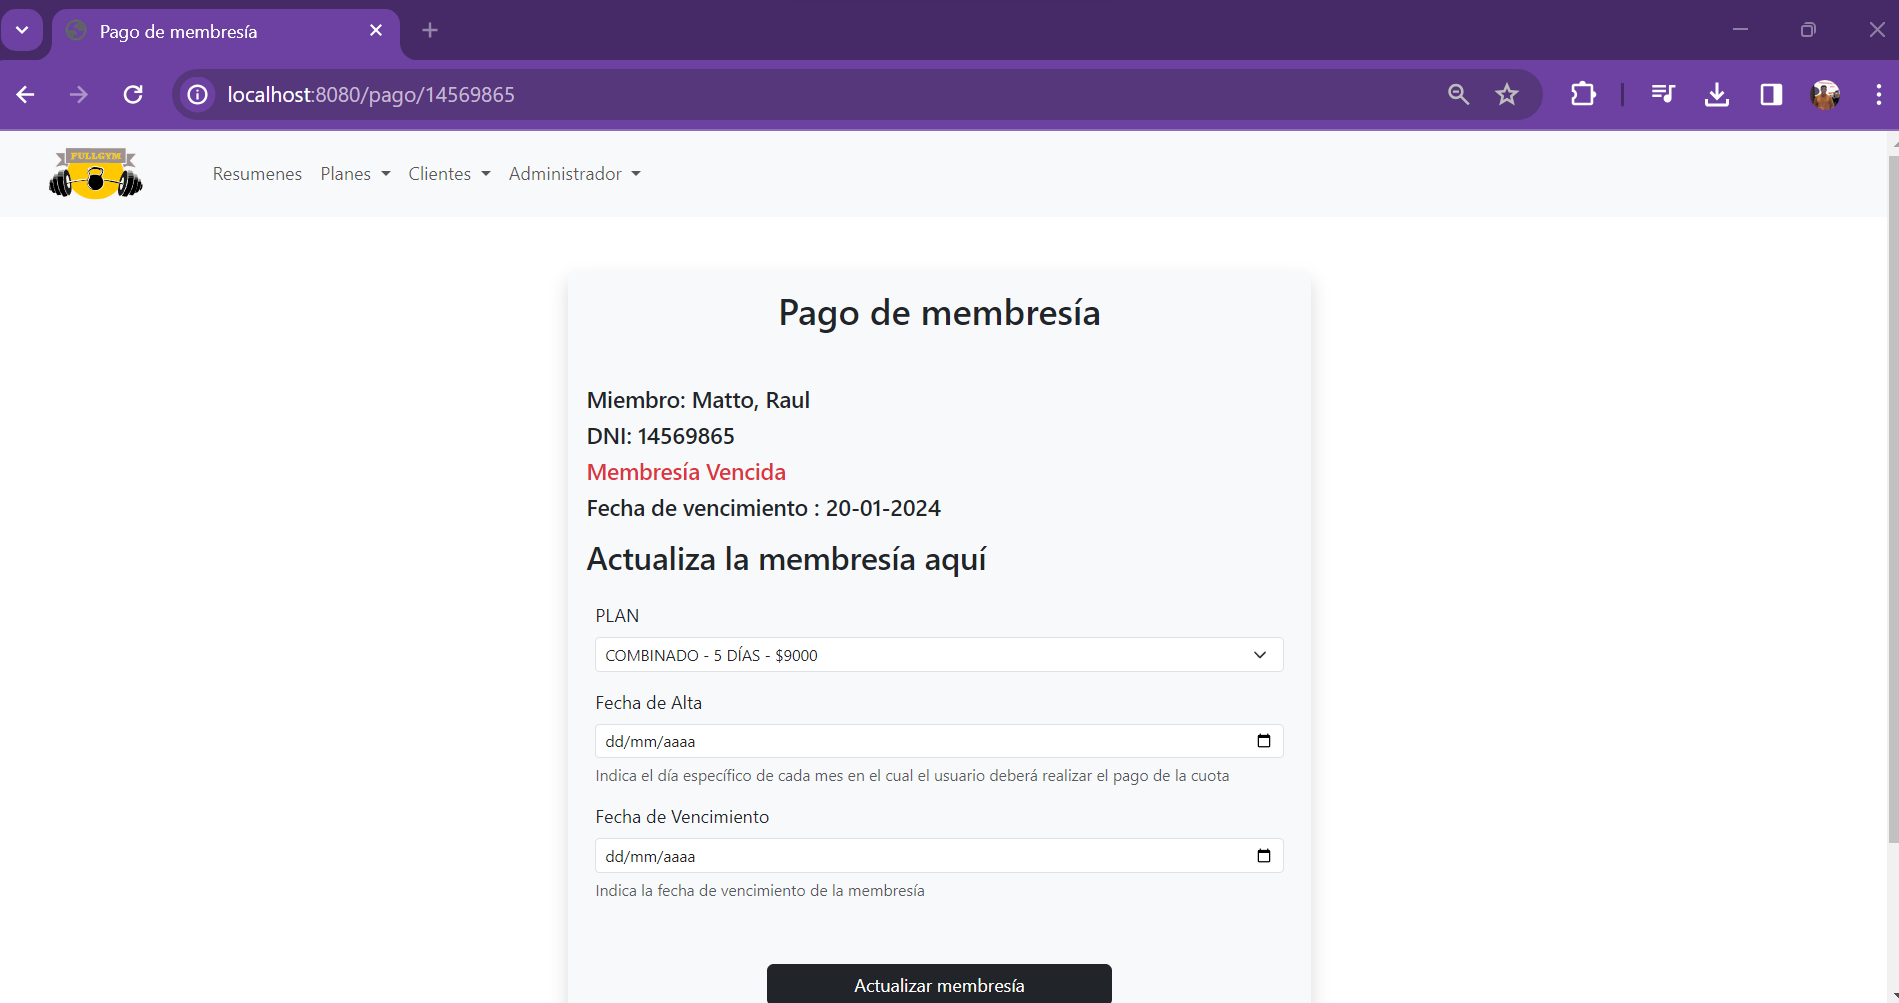 Pago de membresía
localhost:8080/pago/14569865
FULLGYM
Resumenes Planes Clientes Administrador
Pago de membresía
Miembro: Matto, Raul
DNI: 14569865
Membresía Vencida
Fecha de vencimiento : 20-01-2024
Actualiza la membresía aquí
PLAN
COMBINADO - 5 DÍAS - $9000
Fecha de Alta
dd/mm/aaaa
Indica el día específico de cada mes en el cual el usuario deberá realizar el pago de la cuota
Fecha de Vencimiento
dd/mm/aaaa
Indica la fecha de vencimiento de la membresía
Actualizar membresía